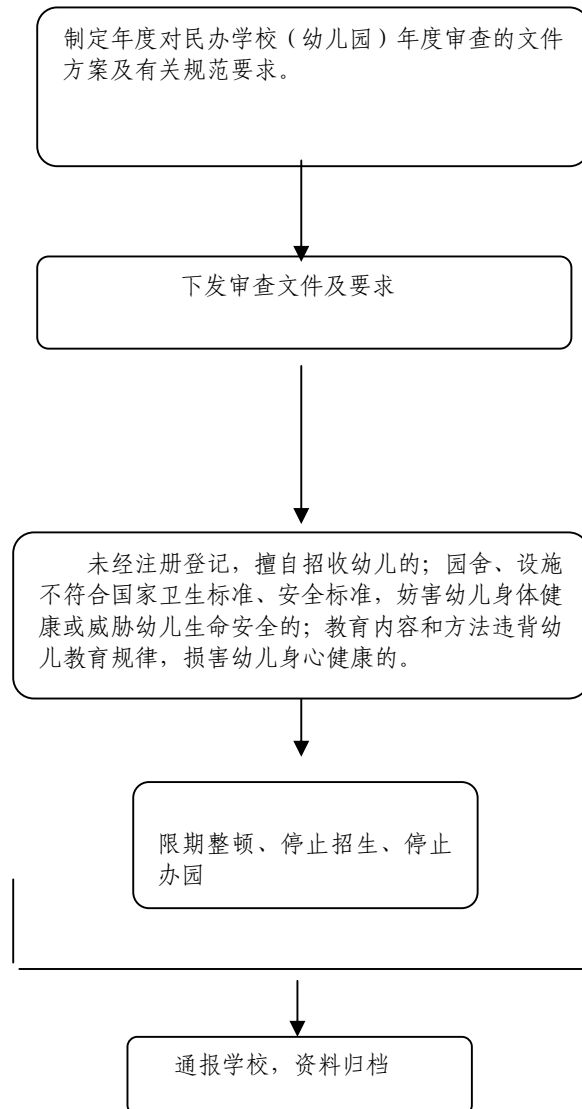 制定年度对民办学校（幼儿园）年度审查的文件
方案及有关规范要求。
下发审查文件及要求
未经注册登记，擅自招收幼儿的；园舍、设施
不符合国家卫生标准、安全标准，妨害幼儿身体健
康或威胁幼儿生命安全的；教育内容和方法违背幼
儿教育规律，损害幼儿身心健康的。
限期整顿、停止招生、停止
办园
通报学校，资料归档